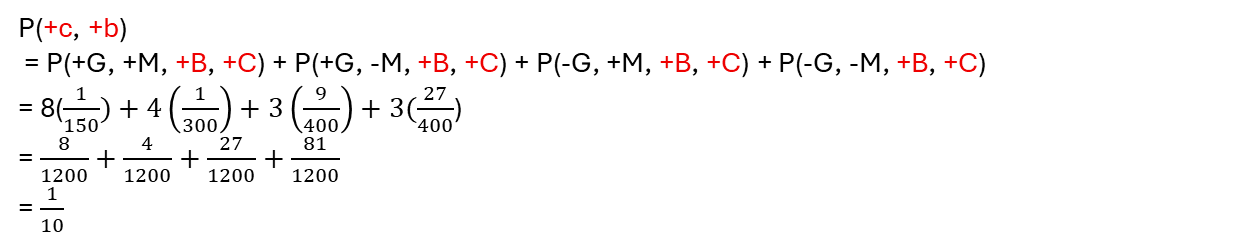 P(+c, +b)
= P(+G, +M, +B, +C) + P(+G, -M, +B, +C) + P(-G, +M, +B, +C) + P(-G, -M, +B, +C)
= 8(1/150) + 4(1/300) + 3(9/400) + 3(27/400)
= 8/1200 + 4/1200 + 27/1200 + 81/1200
= 1/10